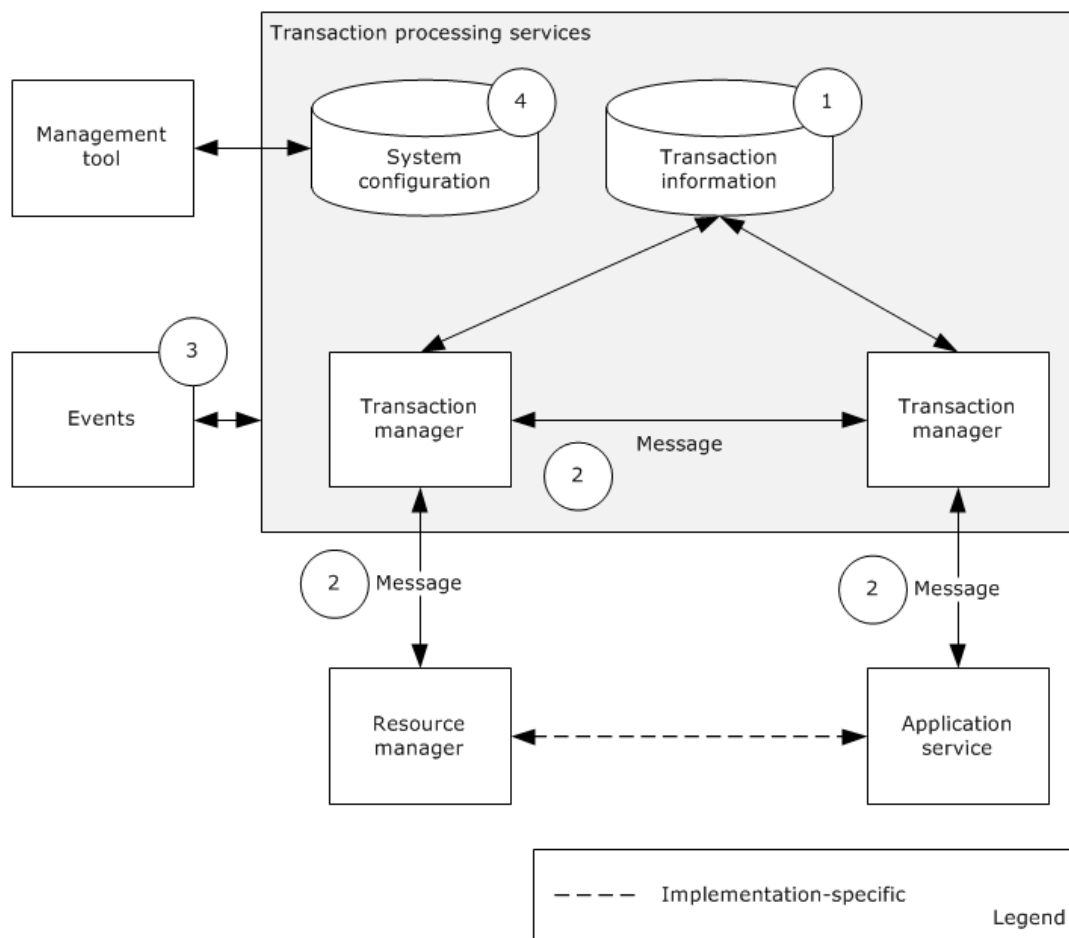 Transaction processing services
4
1
Management
tool
System
configuration
Transaction
information
3
Events
Transaction
manager
Transaction
manager
Message
2
2
Message
2
Message
Resource
manager
Application
service
Implementation-specific
Legend